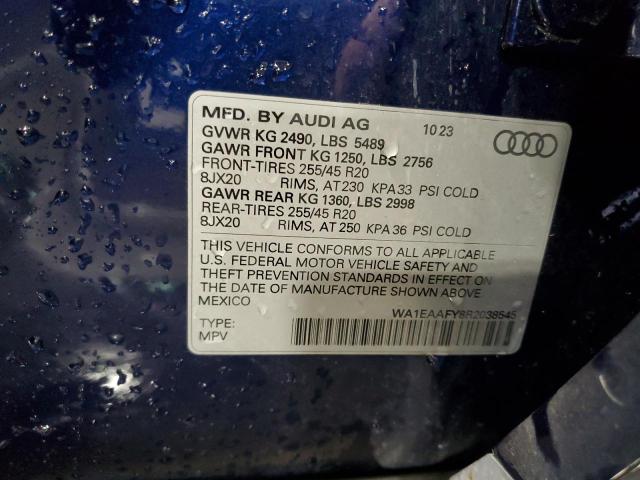 MFD. BY AUDI AG 10 23
GVWR KG 2490, LBS 5489
GAWR FRONT KG 1250, LBS 2756
FRONT-TIRES 255/45 R20
8JX20 RIMS, AT 230 KPA 33 PSI COLD
GAWR REAR KG 1360, LBS 2998
REAR-TIRES 255/45 R20
8JX20 RIMS, AT 250 KPA 36 PSI COLD
THIS VEHICLE CONFORMS TO ALL APPLICABLE
U.S. FEDERAL MOTOR VEHICLE SAFETY AND
THEFT PREVENTION STANDARDS IN EFFECT ON
THE DATE OF MANUFACTURE SHOWN ABOVE.
MEXICO
WA1EAAFY8R2038545
TYPE:
MPV